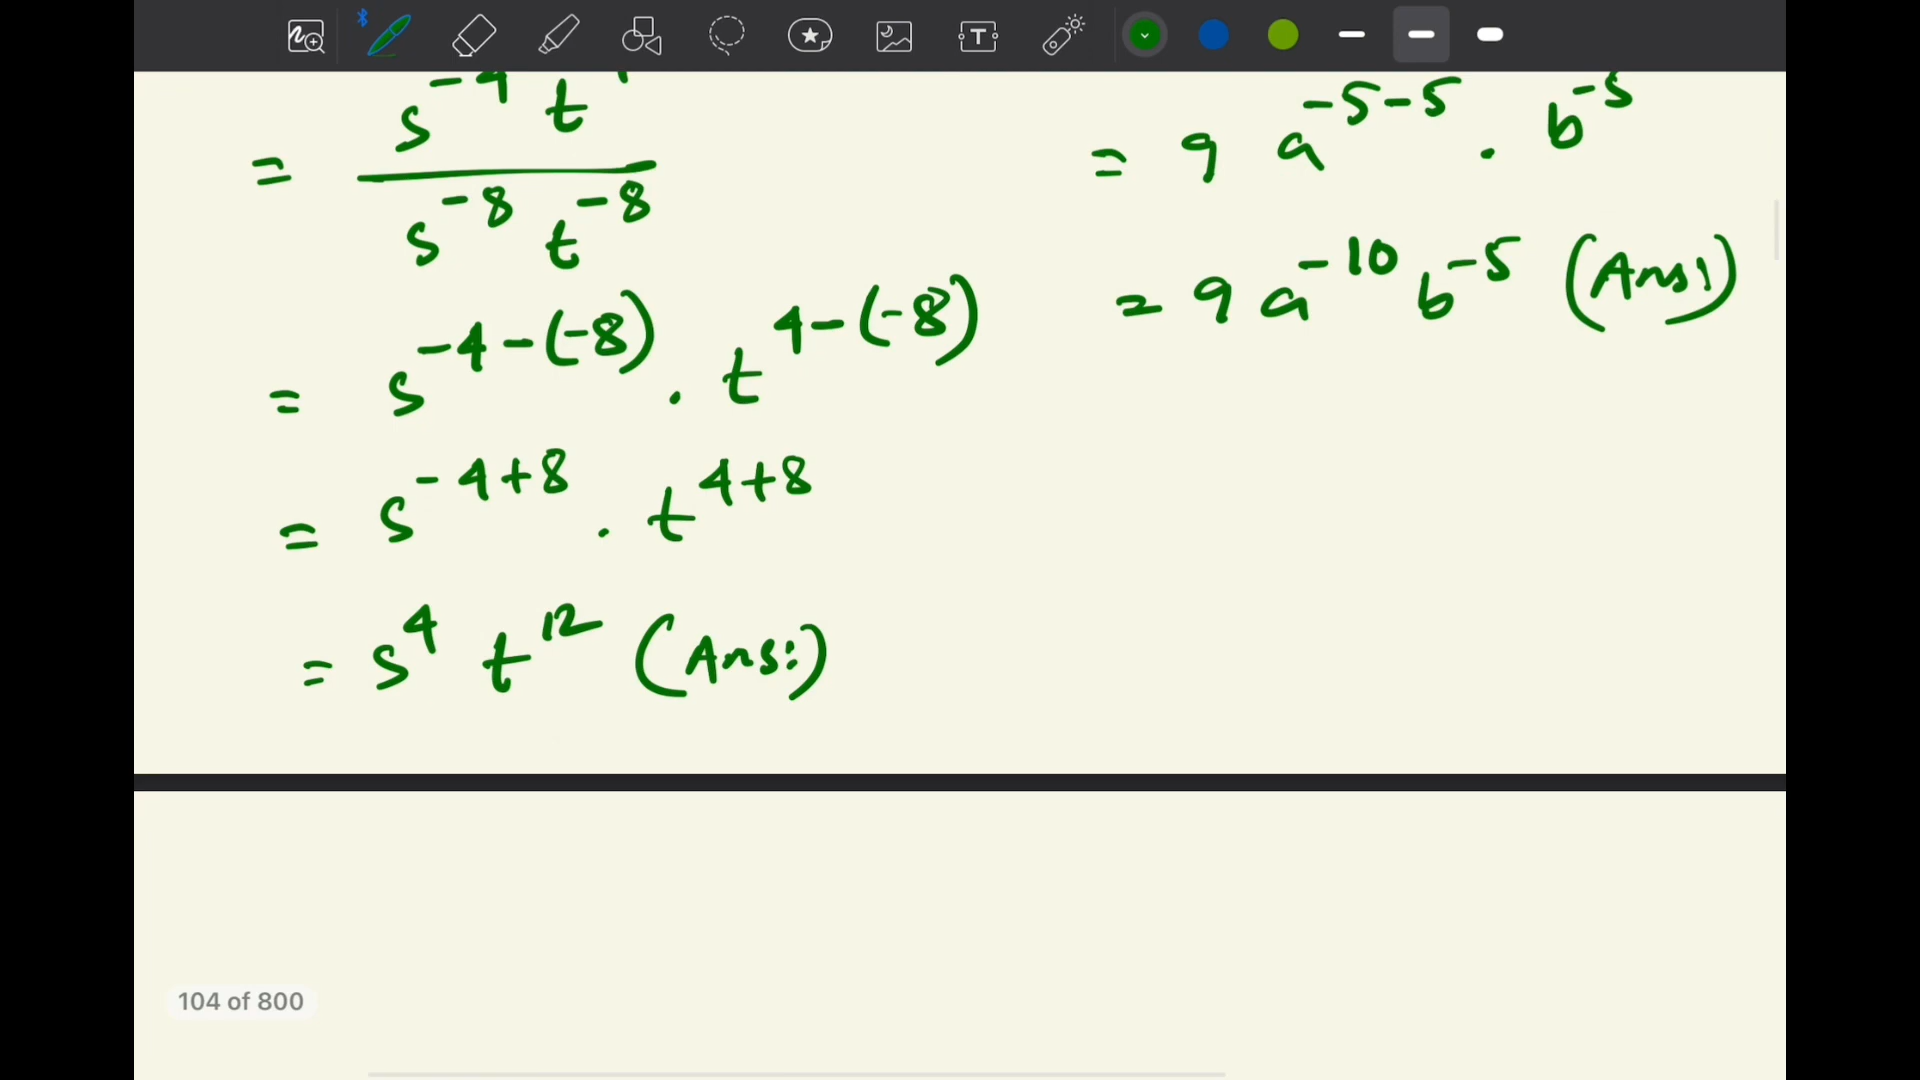 = s^{-4} t^{4} / s^{-8} t^{-8}
= s^{-4-(-8)} . t^{4-(-8)}
= s^{-4+8} . t^{4+8}
= s^4 t^{12} (Ans:)
= 9 a^{-5-5} . b^{-5}
= 9 a^{-10} b^{-5} (Ans:)
104 of 800